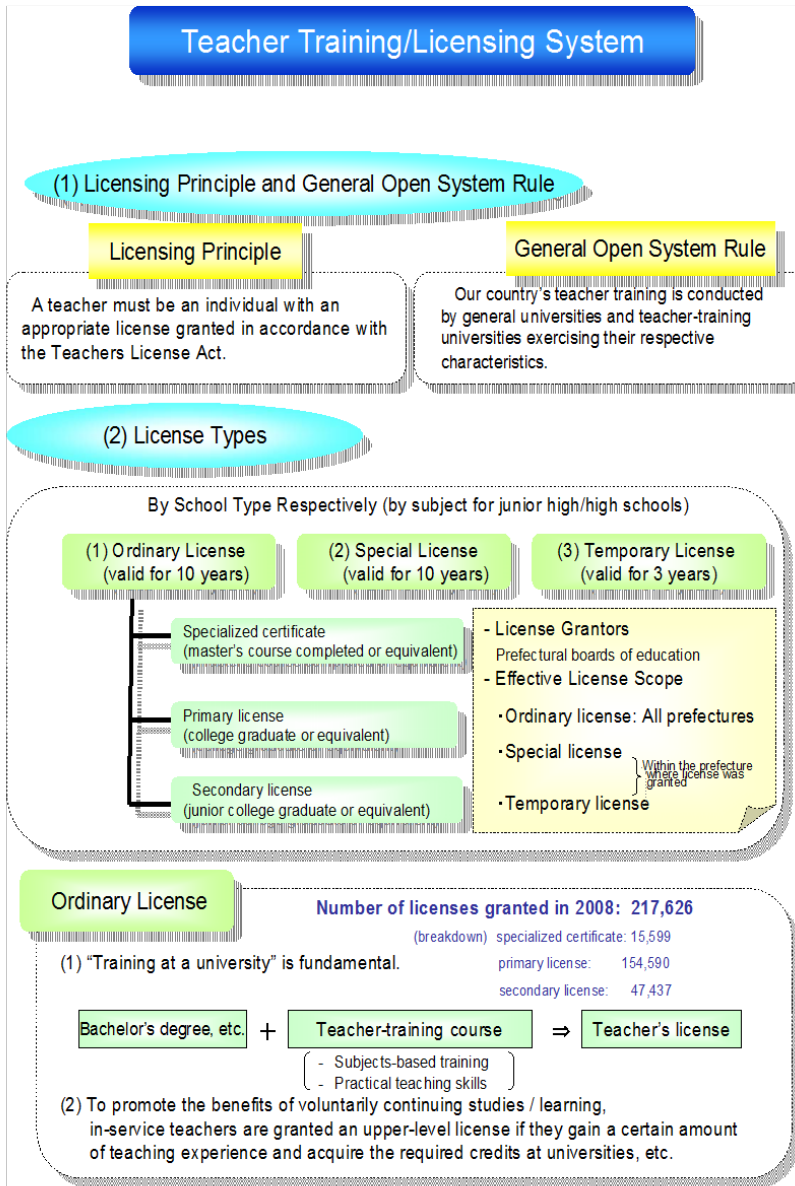 Teacher Training/Licensing System
(1) Licensing Principle and General Open System Rule
Licensing Principle
A teacher must be an individual with an
appropriate license granted in accordance with
the Teachers License Act.
General Open System Rule
Our country's teacher training is conducted
by general universities and teacher-training
universities exercising their respective
characteristics.
(2) License Types
By School Type Respectively (by subject for junior high/high schools)
(1) Ordinary License
(valid for 10 years)
(2) Special License
(valid for 10 years)
(3) Temporary License
(valid for 3 years)
Specialized certificate
(master's course completed or equivalent)
Primary license
(college graduate or equivalent)
Secondary license
(junior college graduate or equivalent)
- License Grantors
Prefectural boards of education
- Effective License Scope
・Ordinary license: All prefectures
・Special license
Within the prefecture
where license was
granted
・Temporary license
Ordinary License
Number of licenses granted in 2008: 217,626
(breakdown) specialized certificate: 15,599
primary license: 154,590
secondary license: 47,437
(1) "Training at a university" is fundamental.
Bachelor's degree, etc. + Teacher-training course ⇒ Teacher's license
- Subjects-based training
- Practical teaching skills
(2) To promote the benefits of voluntarily continuing studies / learning,
in-service teachers are granted an upper-level license if they gain a certain amount
of teaching experience and acquire the required credits at universities, etc.